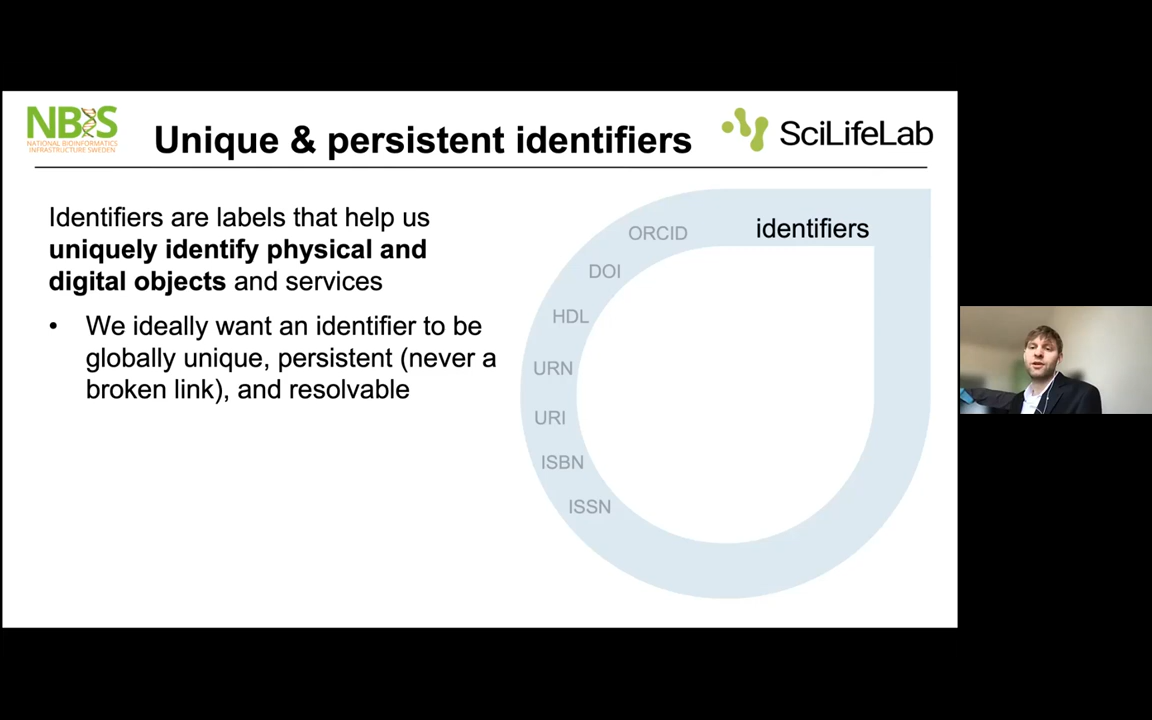 NBIS
NATIONAL BIOINFORMATICS
INFRASTRUCTURE SWEDEN
Unique & persistent identifiers
SciLifeLab
Identifiers are labels that help us
uniquely identify physical and
digital objects and services
• We ideally want an identifier to be
globally unique, persistent (never a
broken link), and resolvable
identifiers
ORCID
DOI
HDL
URN
URI
ISBN
ISSN